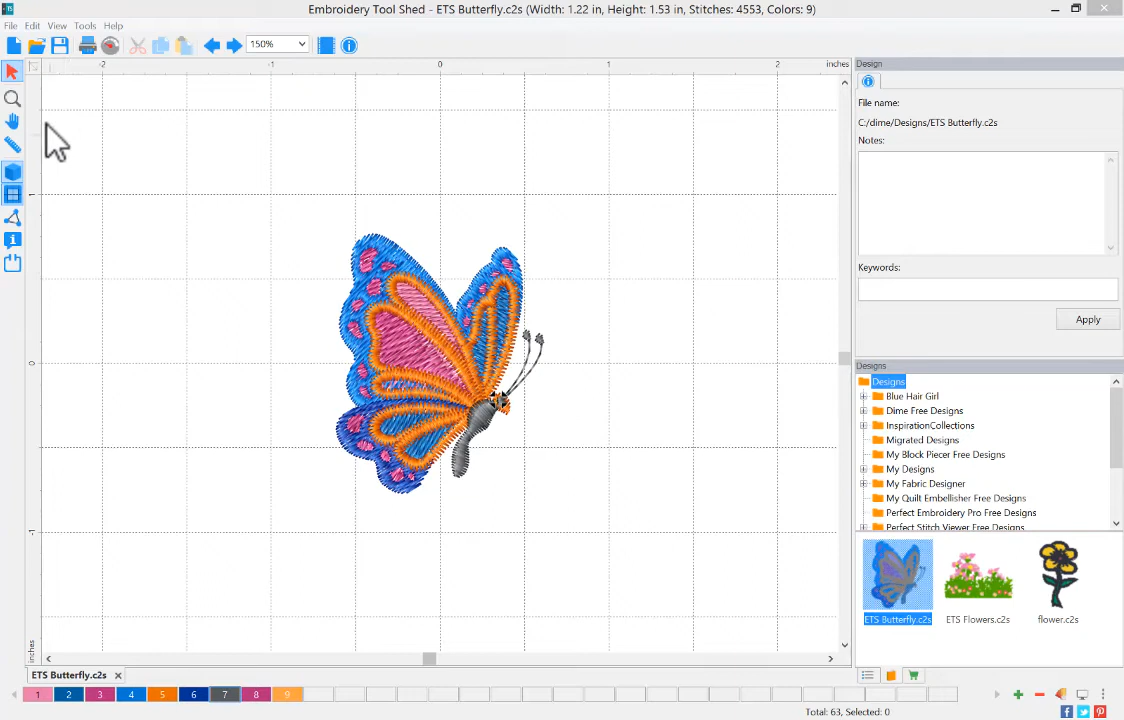 Embroidery Tool Shed - ETS Butterfly.c2s (Width: 1.22 in, Height: 1.53 in, Stitches: 4553, Colors: 9)
File Edit View Tools Help
150%
-2 -1 0 1 2 inches
1
0
-1
inches
Design
File name:
C:/dime/Designs/ETS Butterfly.c2s
Notes:
Keywords:
Apply
Designs
Designs
Blue Hair Girl
Dime Free Designs
InspirationCollections
Migrated Designs
My Block Piecer Free Designs
My Designs
My Fabric Designer
My Quilt Embellisher Free Designs
Perfect Embroidery Pro Free Designs
Perfect Stitch Viewer Free Designs
ETS Butterfly.c2s ETS Flowers.c2s flower.c2s
ETS Butterfly.c2s
1 2 3 4 5 6 7 8 9
Total: 63, Selected: 0